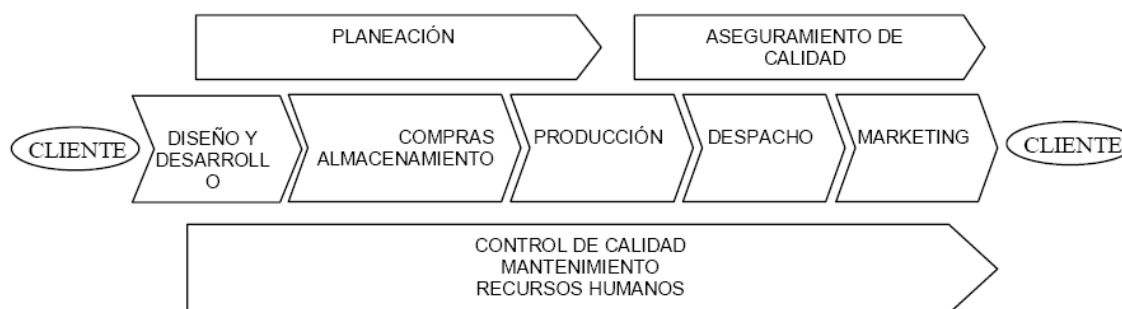 PLANEACIÓN
ASEGURAMIENTO DE
CALIDAD
CLIENTE
DISEÑO Y
DESARROLL
O
COMPRAS
ALMACENAMIENTO
PRODUCCIÓN
DESPACHO
MARKETING
CLIENTE
CONTROL DE CALIDAD
MANTENIMIENTO
RECURSOS HUMANOS